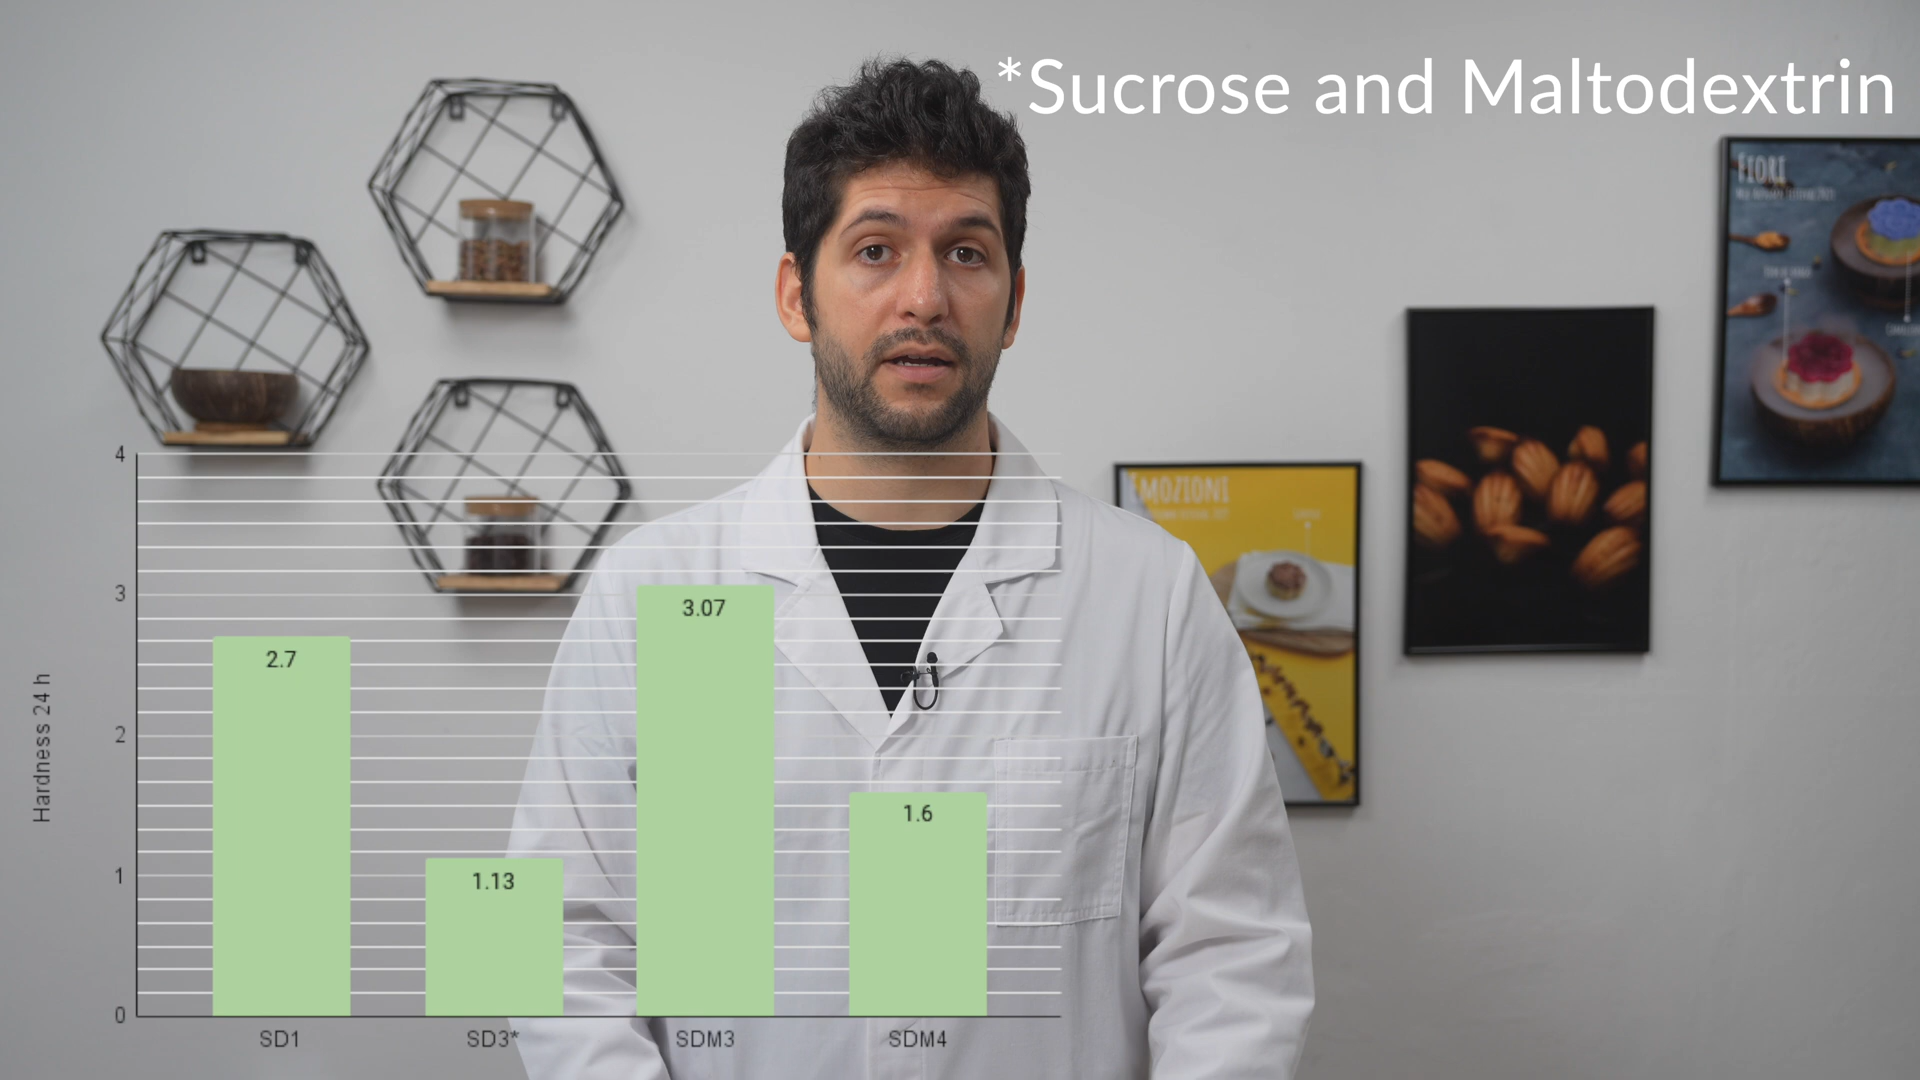 *Sucrose and Maltodextrin
FIORI
EMOZIONI
4
3
2
1
0
Hardness 24 h
2.7
1.13
3.07
1.6
SD1
SD3*
SDM3
SDM4